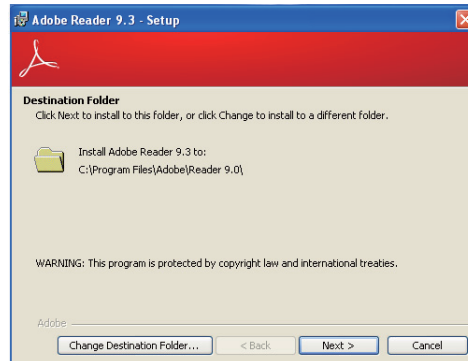 Adobe Reader 9.3 - Setup
Destination Folder
Click Next to install to this folder, or click Change to install to a different folder.
Install Adobe Reader 9.3 to:
C:\Program Files\Adobe\Reader 9.0\
WARNING: This program is protected by copyright law and international treaties.
Adobe
Change Destination Folder... < Back Next > Cancel